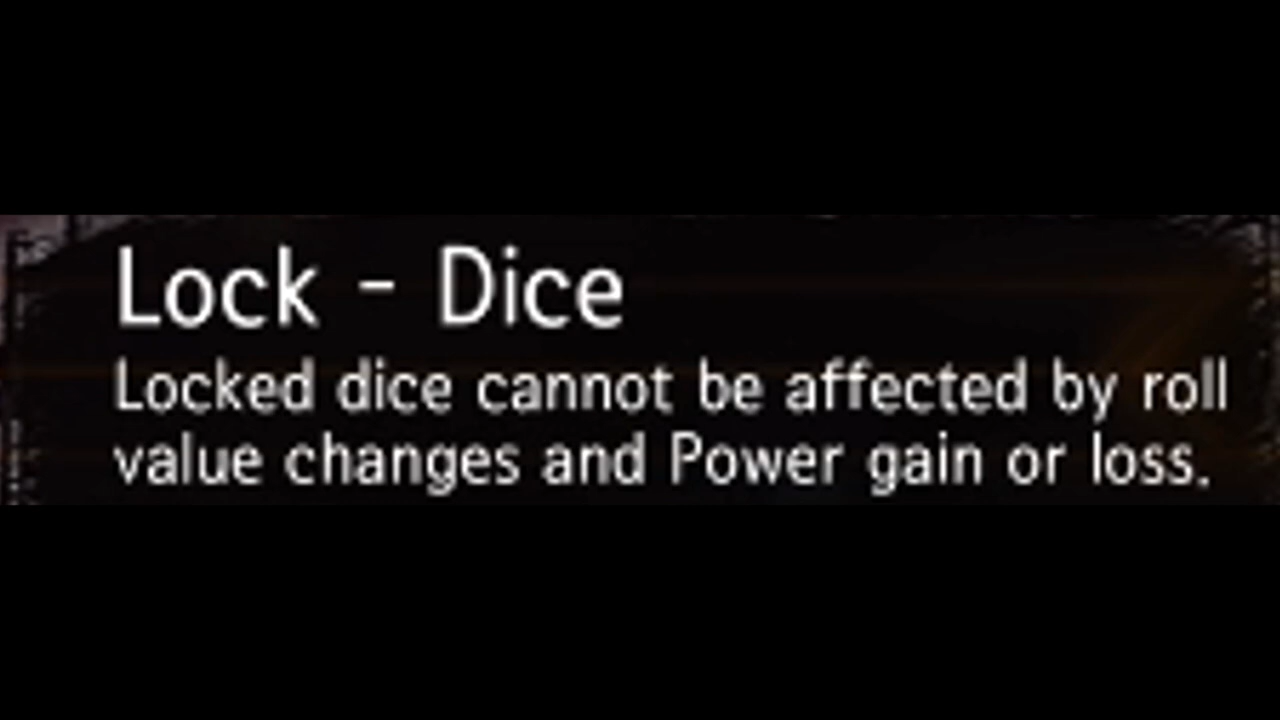 Lock - Dice
Locked dice cannot be affected by roll
value changes and Power gain or loss.